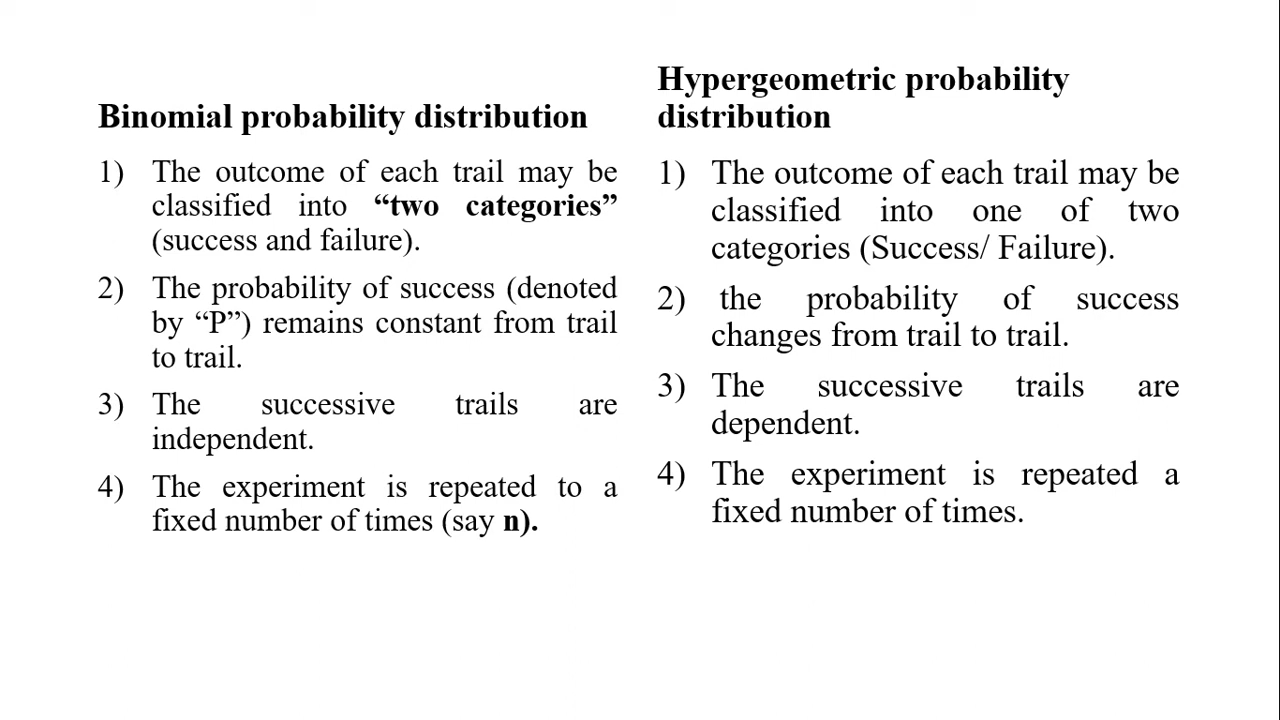 Binomial probability distribution
1) The outcome of each trail may be
classified into “two categories”
(success and failure).
2) The probability of success (denoted
by “P”) remains constant from trail
to trail.
3) The successive trails are
independent.
4) The experiment is repeated to a
fixed number of times (say n).
Hypergeometric probability
distribution
1) The outcome of each trail may be
classified into one of two
categories (Success/ Failure).
2) the probability of success
changes from trail to trail.
3) The successive trails are
dependent.
4) The experiment is repeated a
fixed number of times.